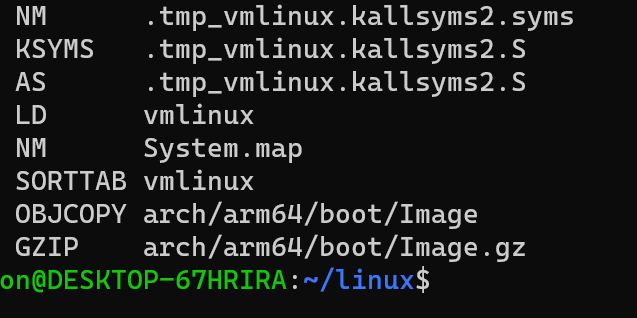 NM      .tmp_vmlinux.kallsyms2.syms
KSYMS   .tmp_vmlinux.kallsyms2.S
AS      .tmp_vmlinux.kallsyms2.S
LD      vmlinux
NM      System.map
SORTTAB vmlinux
OBJCOPY arch/arm64/boot/Image
GZIP    arch/arm64/boot/Image.gz
on@DESKTOP-67HRIRA:~/linux$